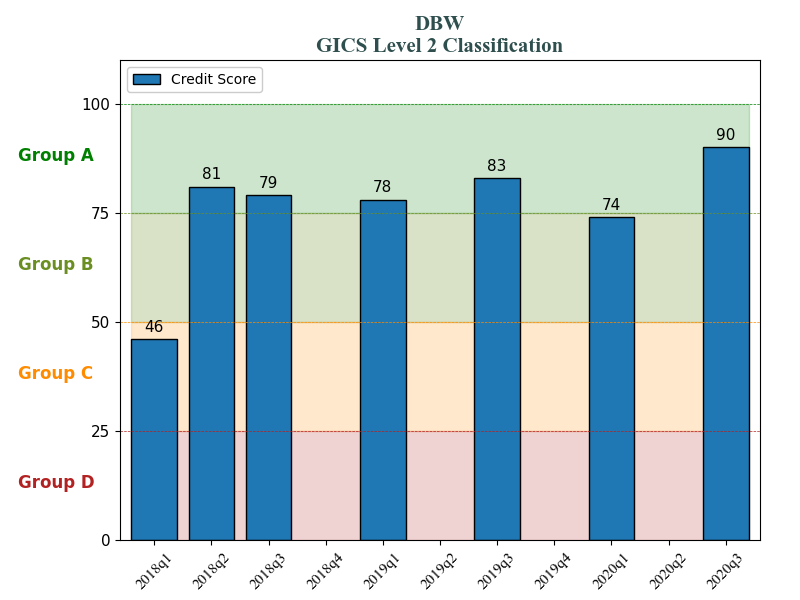 DBW
GICS Level 2 Classification
Credit Score
100
Group A
75
Group B
50
Group C
25
Group D
0
46
81
79
78
83
74
90
2018q1
2018q2
2018q3
2018q4
2019q1
2019q2
2019q3
2019q4
2020q1
2020q2
2020q3